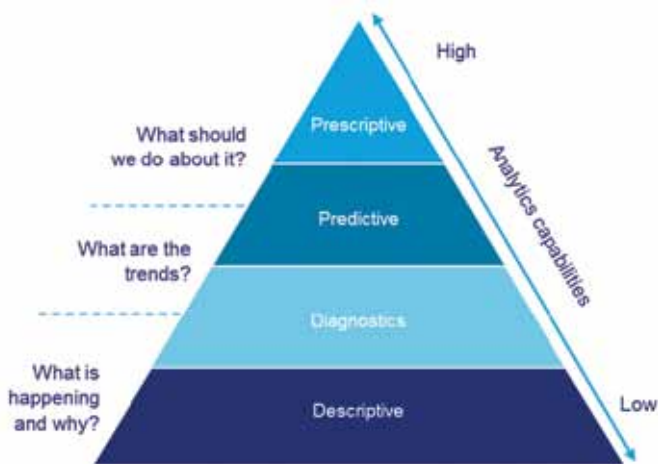 High
Prescriptive
What should
we do about it?
Analytics capabilities
Predictive
What are the
trends?
Diagnostics
What is
happening
and why?
Descriptive
Low